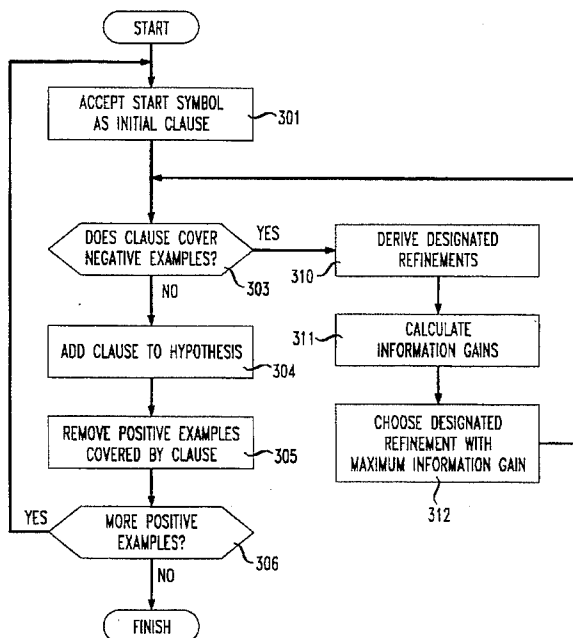 START
ACCEPT START SYMBOL
AS INITIAL CLAUSE
301
DOES CLAUSE COVER
NEGATIVE EXAMPLES?
303
YES
NO
DERIVE DESIGNATED
REFINEMENTS
310
CALCULATE
INFORMATION GAINS
311
CHOOSE DESIGNATED
REFINEMENT WITH
MAXIMUM INFORMATION GAIN
312
ADD CLAUSE TO HYPOTHESIS
304
REMOVE POSITIVE EXAMPLES
COVERED BY CLAUSE
305
YES
MORE POSITIVE
EXAMPLES?
306
NO
FINISH